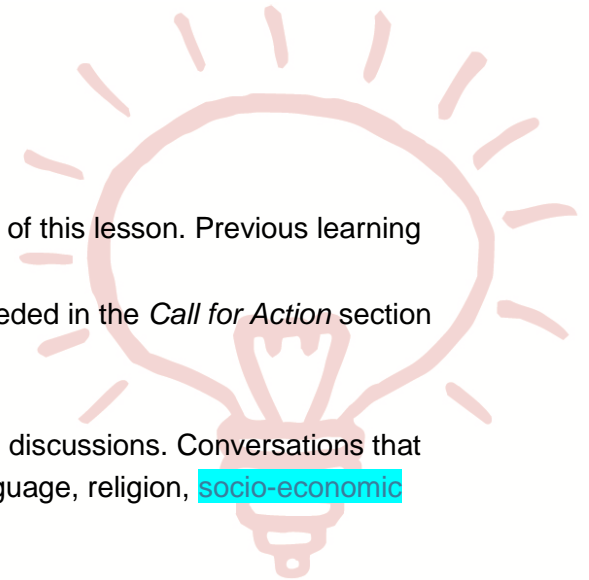 of this lesson. Previous learning
eded in the Call for Action section
discussions. Conversations that
guage, religion, socio-economic